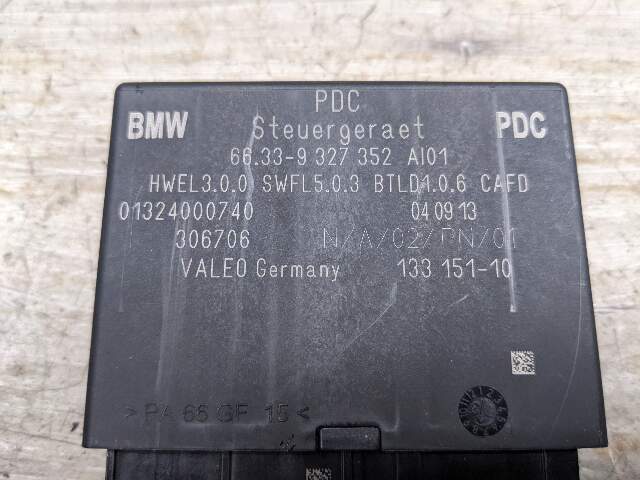 PDC
BMW Steuergeraet PDC
66.33-9 327 352 AI01
HWEL3.0.0 SWFL5.0.3 BTLD1.0.6 CAFD
01324000740 04 09 13
306706 N/A/02/PN/01
VALEO Germany 133 151-10
> PA 66 GF 15 <